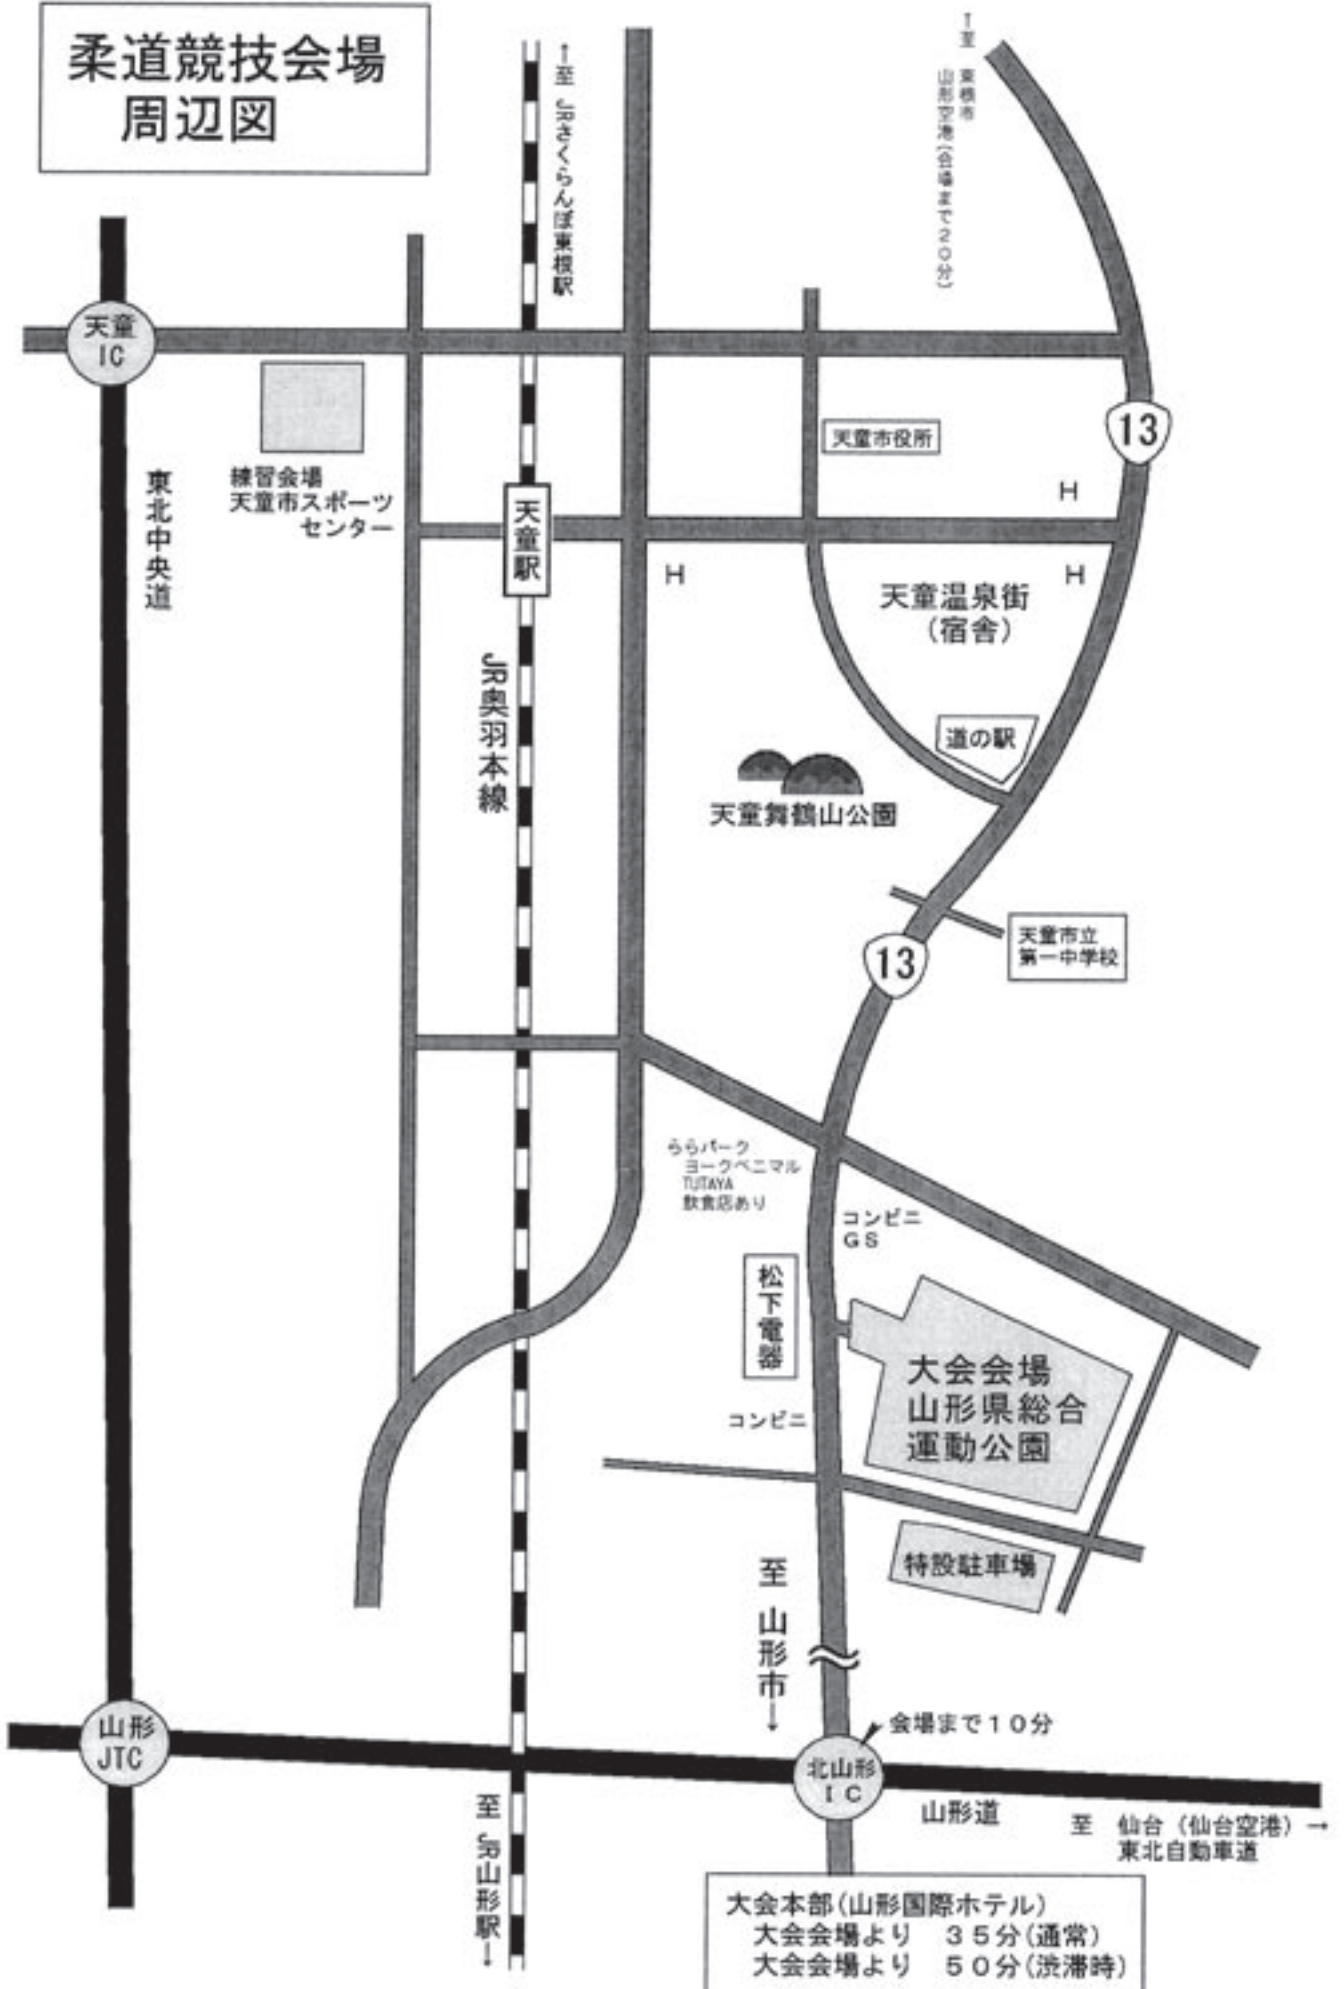 柔道競技会場
周辺図
↑至 JRさくらんぼ東根駅
↑至 東根市
山形空港(会場まで20分)
天童
IC
13
天童市役所
練習会場
天童市スポーツ
センター
東北中央道
天童駅
H
H
H
天童温泉街
(宿舎)
JR奥羽本線
道の駅
天童舞鶴山公園
天童市立
第一中学校
13
ららパーク
ヨークベニマル
TUTAYA
飲食店あり
コンビニ
GS
松下電器
大会会場
山形県総合
運動公園
コンビニ
特設駐車場
至 山形市→
山形
JTC
会場まで10分
北山形
IC
山形道
至 仙台(仙台空港)→
東北自動車道
至 JR山形駅→
大会本部(山形国際ホテル)
大会会場より 35分(通常)
大会会場より 50分(渋滞時)